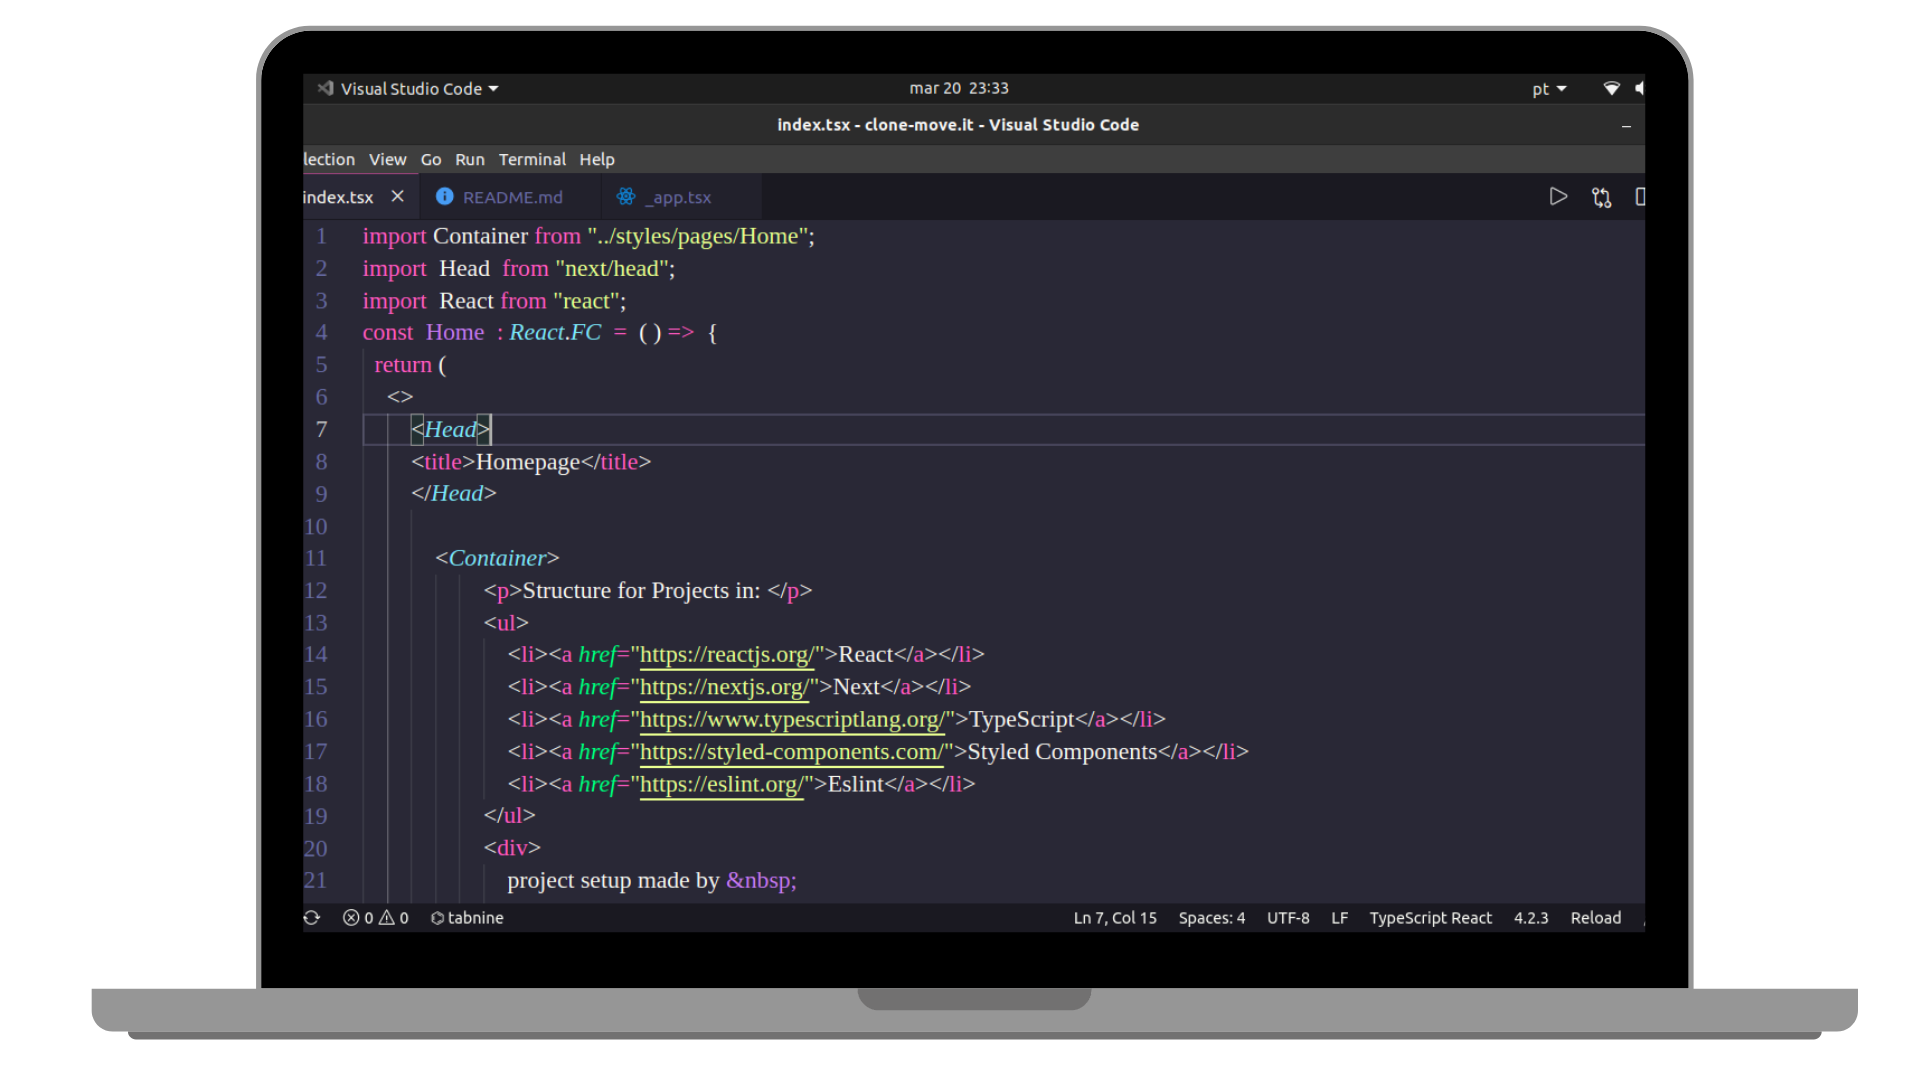 Visual Studio Code mar 20 23:33 pt
index.tsx - clone-move.it - Visual Studio Code
lection View Go Run Terminal Help
index.tsx README.md _app.tsx
1 import Container from "../styles/pages/Home";
2 import Head from "next/head";
3 import React from "react";
4 const Home : React.FC = ( ) => {
5 return (
6 <>
7 <Head>
8 <title>Homepage</title>
9 </Head>
10
11 <Container>
12 <p>Structure for Projects in: </p>
13 <ul>
14 <li><a href="https://reactjs.org/">React</a></li>
15 <li><a href="https://nextjs.org/">Next</a></li>
16 <li><a href="https://www.typescriptlang.org/">TypeScript</a></li>
17 <li><a href="https://styled-components.com/">Styled Components</a></li>
18 <li><a href="https://eslint.org/">Eslint</a></li>
19 </ul>
20 <div>
21 project setup made by &nbsp;
0 0 tabnine Ln 7, Col 15 Spaces: 4 UTF-8 LF TypeScript React 4.2.3 Reload